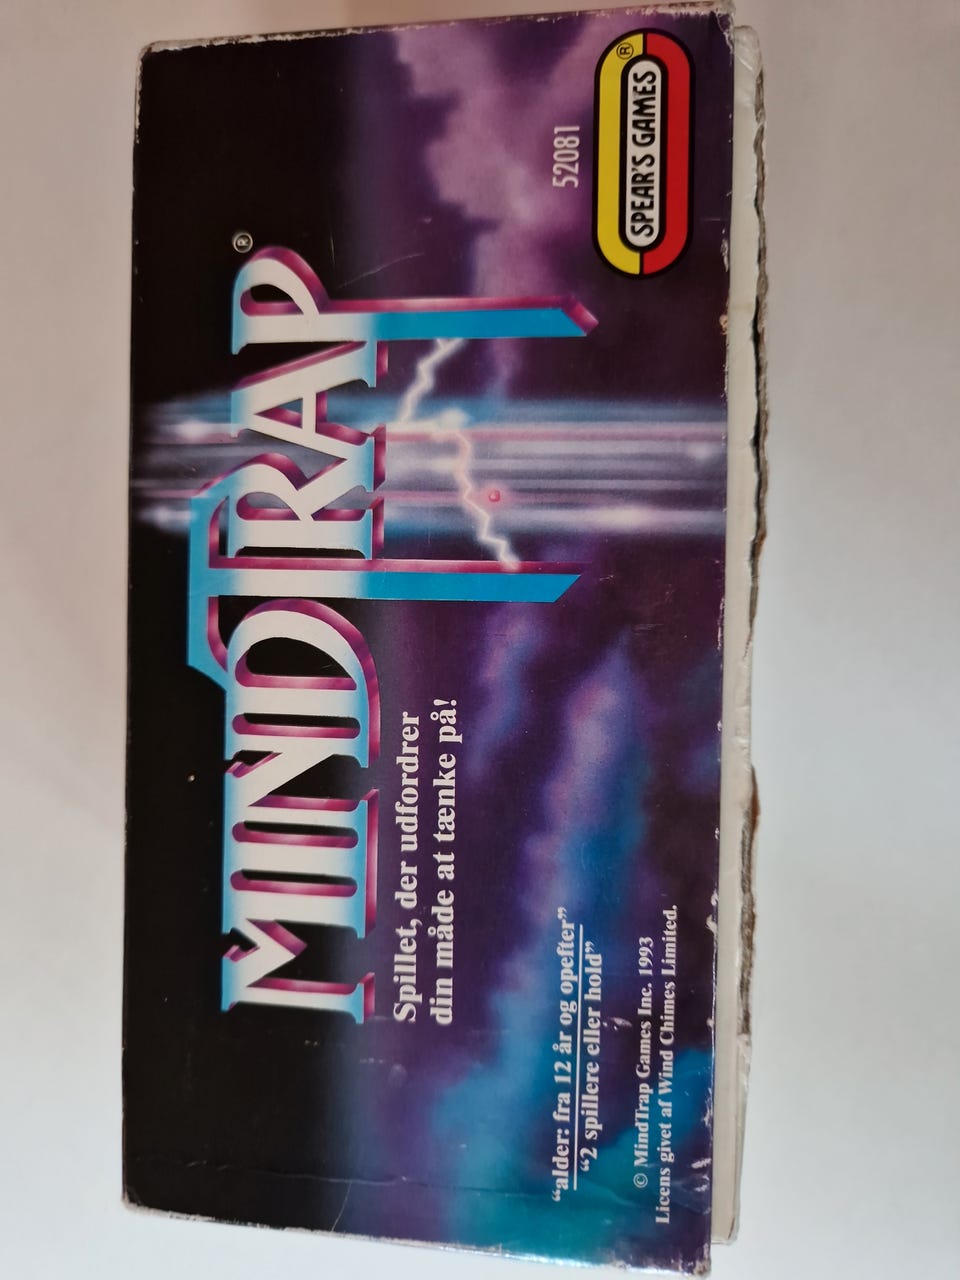 MINDTRAP®
Spillet, der udfordrer
din måde at tænke på!
"alder: fra 12 år og opefter"
"2 spillere eller hold"
© MindTrap Games Inc. 1993
Licens givet af Wind Chimes Limited.
52081
SPEAR'S GAMES
®